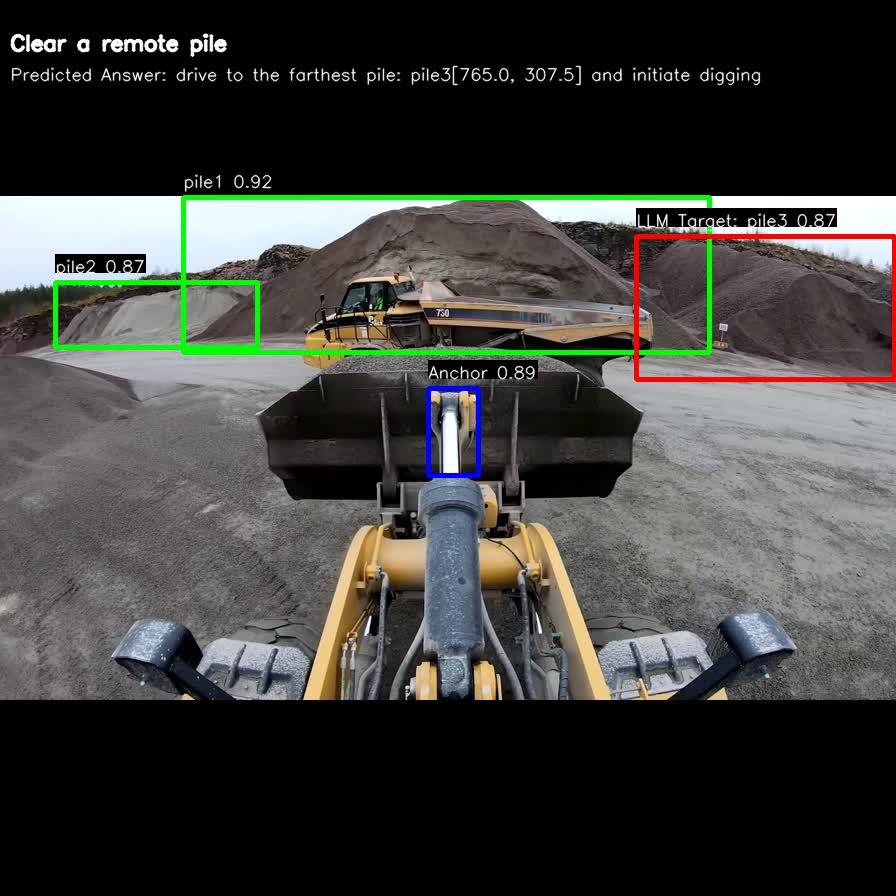 Clear a remote pile
Predicted Answer: drive to the farthest pile: pile3[765.0, 307.5] and initiate digging
pile1 0.92
LLM Target: pile3 0.87
pile2 0.87
730
Anchor 0.89